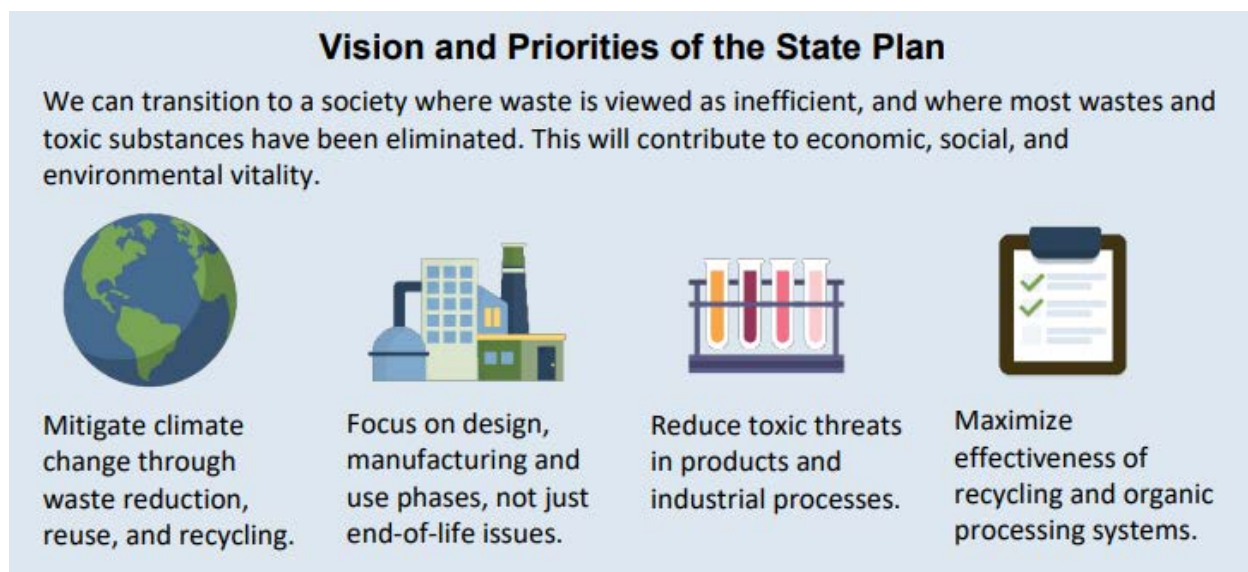 Vision and Priorities of the State Plan
We can transition to a society where waste is viewed as inefficient, and where most wastes and
toxic substances have been eliminated. This will contribute to economic, social, and
environmental vitality.
Mitigate climate
change through
waste reduction,
reuse, and recycling.
Focus on design,
manufacturing and
use phases, not just
end-of-life issues.
Reduce toxic threats
in products and
industrial processes.
Maximize
effectiveness of
recycling and organic
processing systems.